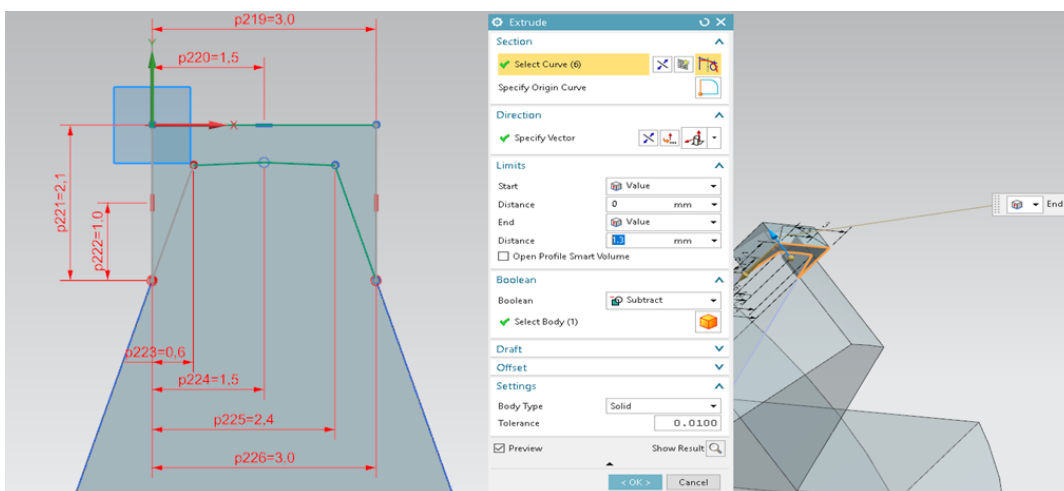 p219=3,0
p220=1,5
Y
X
p221=2,1
p222=1,0
p223=0,6
p224=1,5
p225=2,4
p226=3,0
Extrude
Section
Select Curve (6)
Specify Origin Curve
Direction
Specify Vector
Limits
Start
Value
Distance
0
mm
End
Value
Distance
1.3
mm
Open Profile Smart Volume
Boolean
Boolean
Subtract
Select Body (1)
Draft
Offset
Settings
Body Type
Solid
Tolerance
0.0100
Preview
Show Result
< OK >
Cancel
End